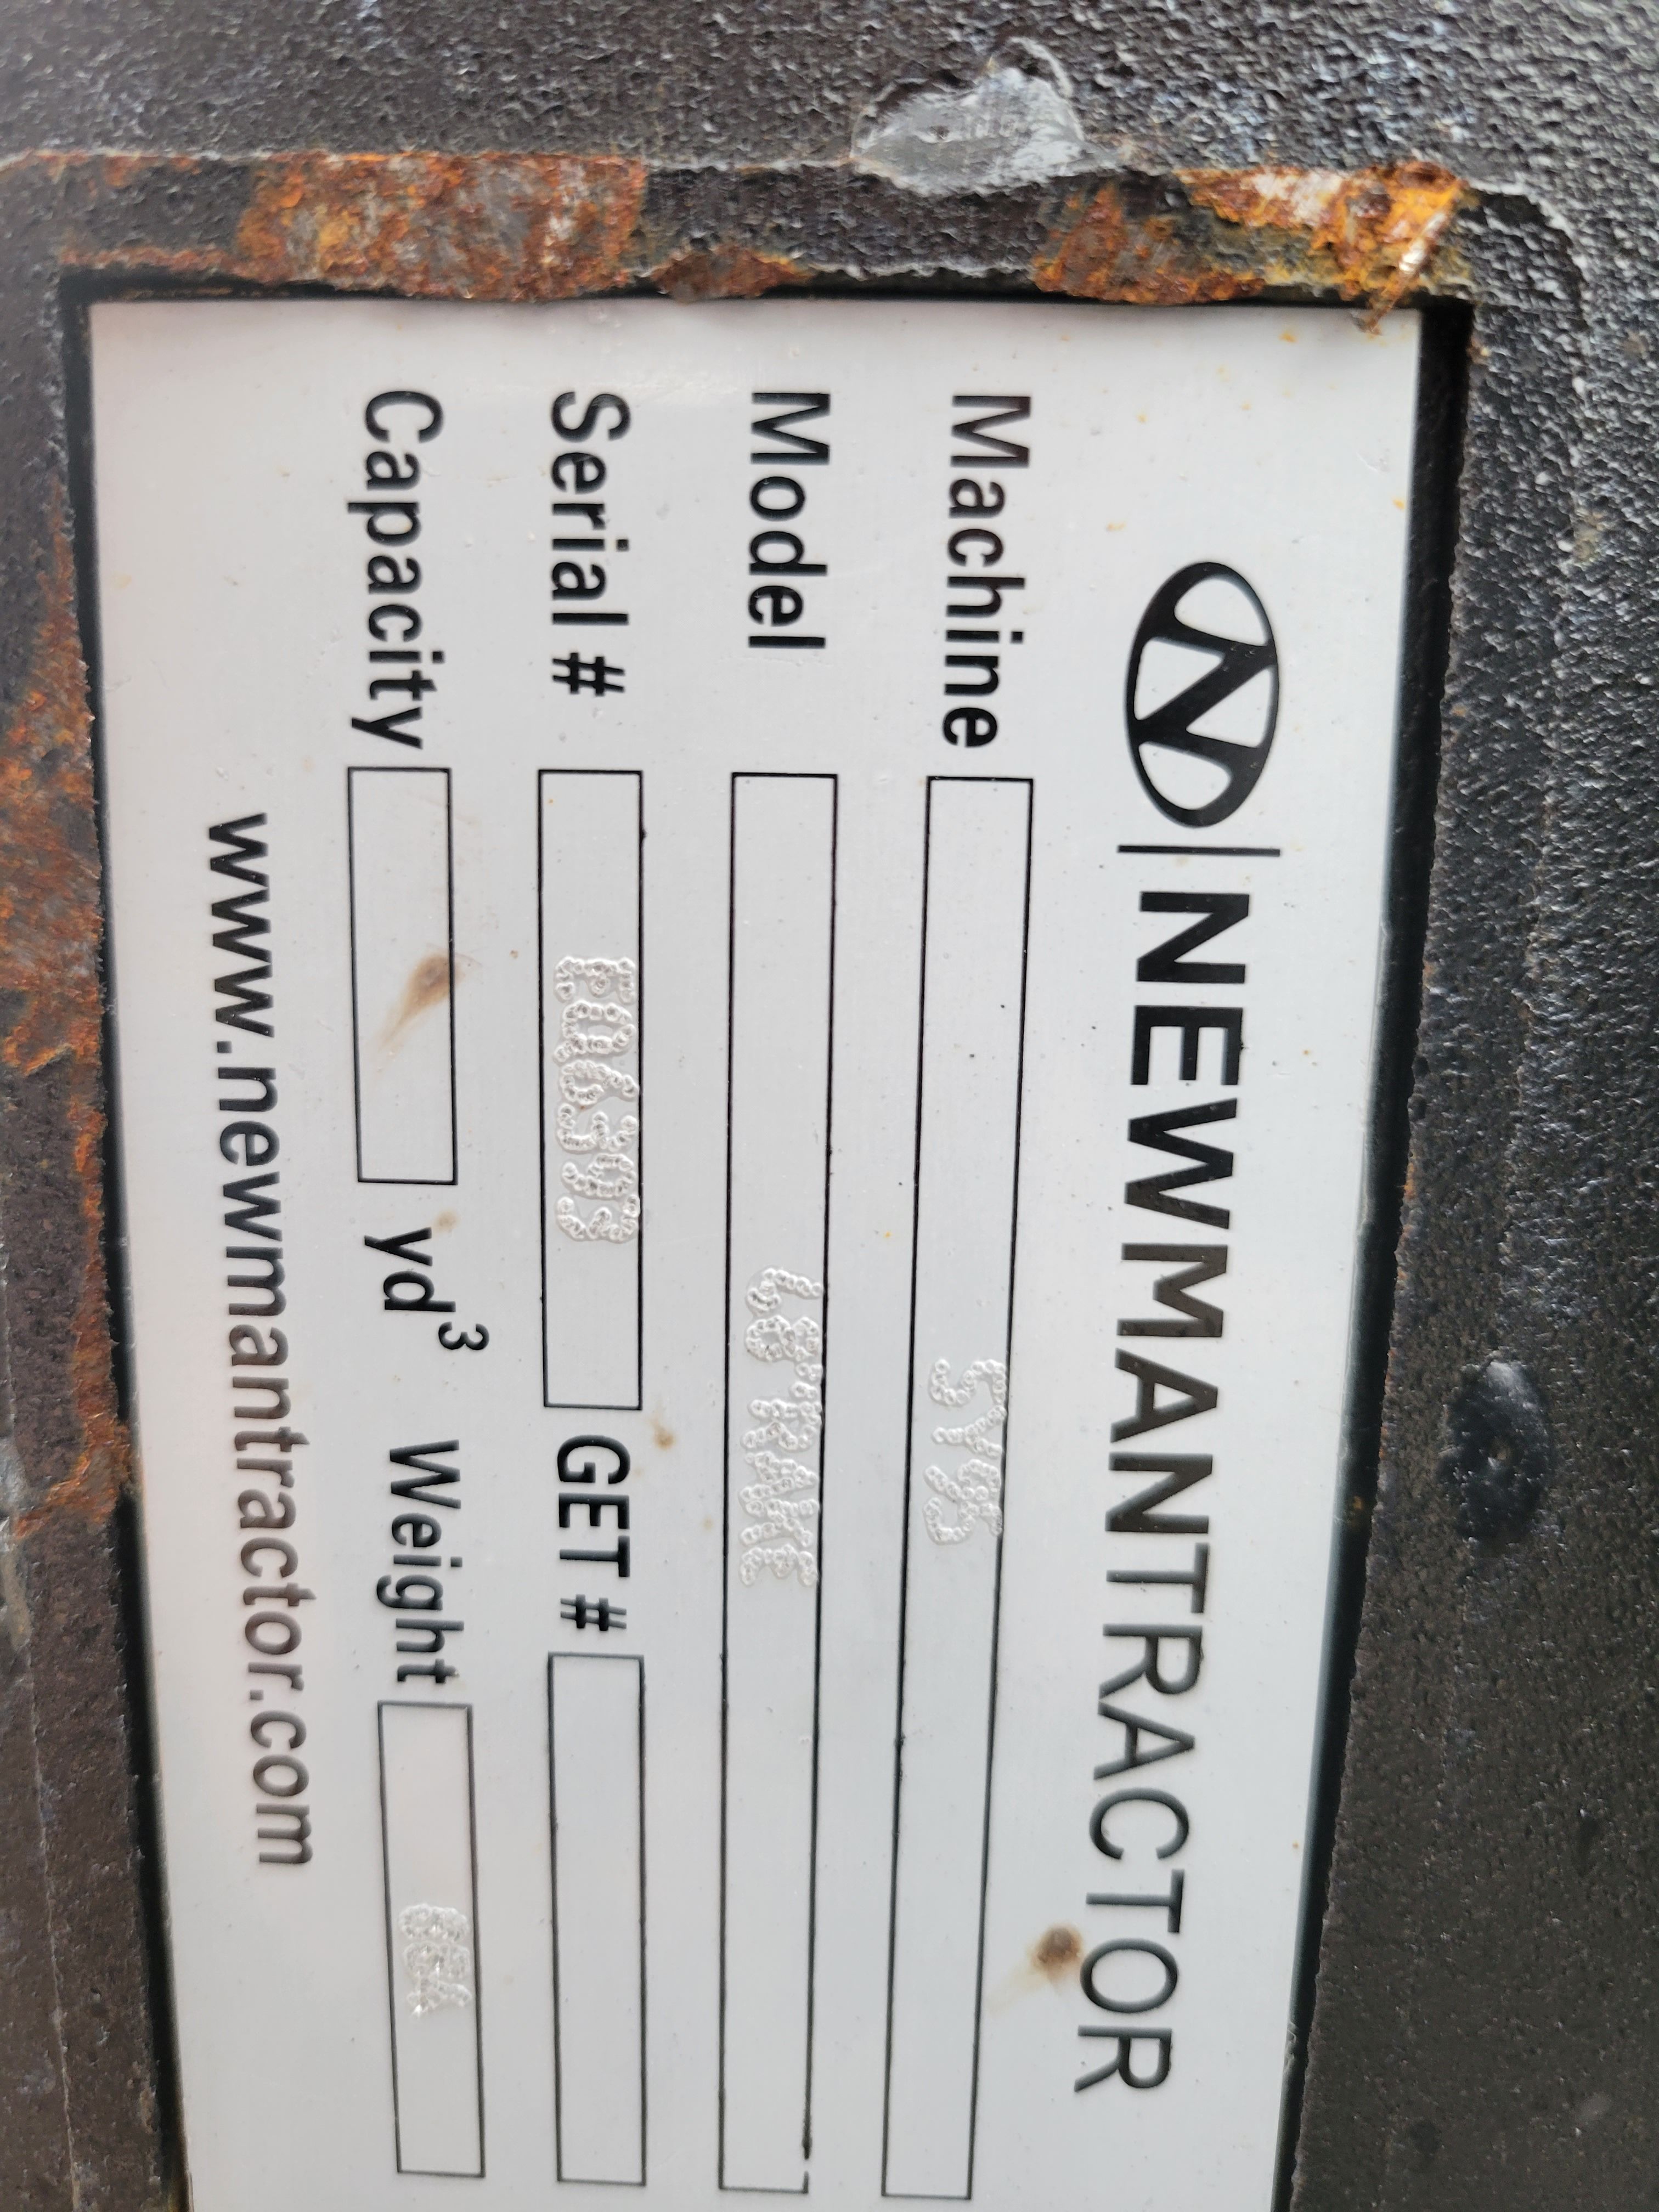 NEWMANTRACTOR
Machine
Model
Serial #
GET #
Capacity yd³ Weight
www.newmantractor.com